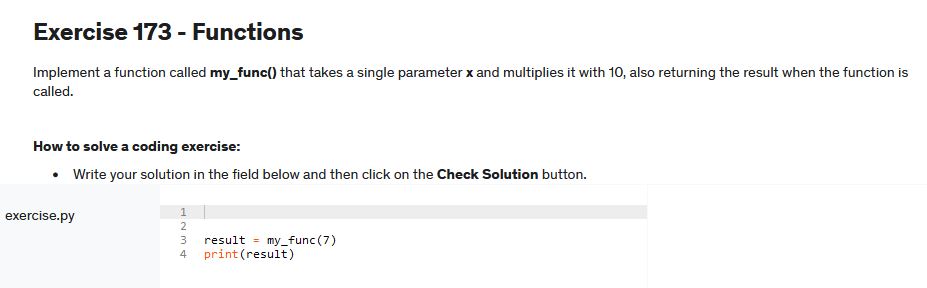 Exercise 173 - Functions
Implement a function called my_func() that takes a single parameter x and multiplies it with 10, also returning the result when the function is
called.
How to solve a coding exercise:
• Write your solution in the field below and then click on the Check Solution button.
exercise.py
1
2
3 result = my_func(7)
4 print(result)